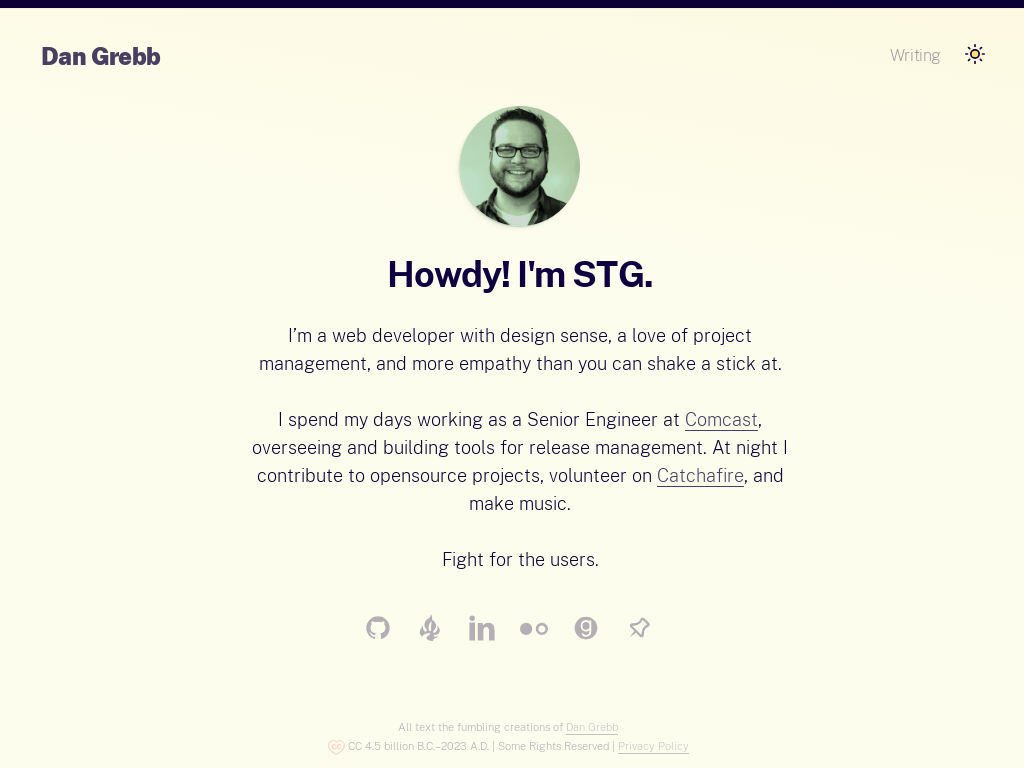 Dan Grebb
Writing
Howdy! I'm STG.
I’m a web developer with design sense, a love of project
management, and more empathy than you can shake a stick at.
I spend my days working as a Senior Engineer at Comcast,
overseeing and building tools for release management. At night I
contribute to opensource projects, volunteer on Catchafire, and
make music.
Fight for the users.
All text the fumbling creations of Dan Grebb
CC 4.5 billion B.C.–2023 A.D. | Some Rights Reserved | Privacy Policy